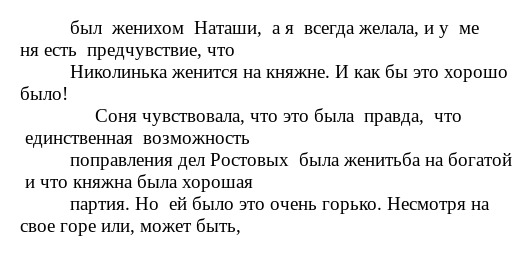 был женихом Наташи, а я всегда желала, и у ме
ня есть предчувствие, что
Николинька женится на княжне. И как бы это хорошо
было!
Соня чувствовала, что это была правда, что
единственная возможность
поправления дел Ростовых была женитьба на богатой
и что княжна была хорошая
партия. Но ей было это очень горько. Несмотря на
свое горе или, может быть,